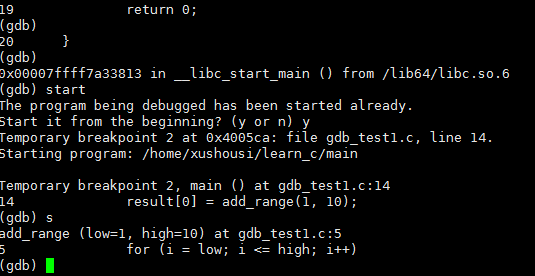 19              return 0;
(gdb)
20      }
(gdb)
0x00007ffff7a33813 in __libc_start_main () from /lib64/libc.so.6
(gdb) start
The program being debugged has been started already.
Start it from the beginning? (y or n) y
Temporary breakpoint 2 at 0x4005ca: file gdb_test1.c, line 14.
Starting program: /home/xushousi/learn_c/main

Temporary breakpoint 2, main () at gdb_test1.c:14
14              result[0] = add_range(1, 10);
(gdb) s
add_range (low=1, high=10) at gdb_test1.c:5
5               for (i = low; i <= high; i++)
(gdb)